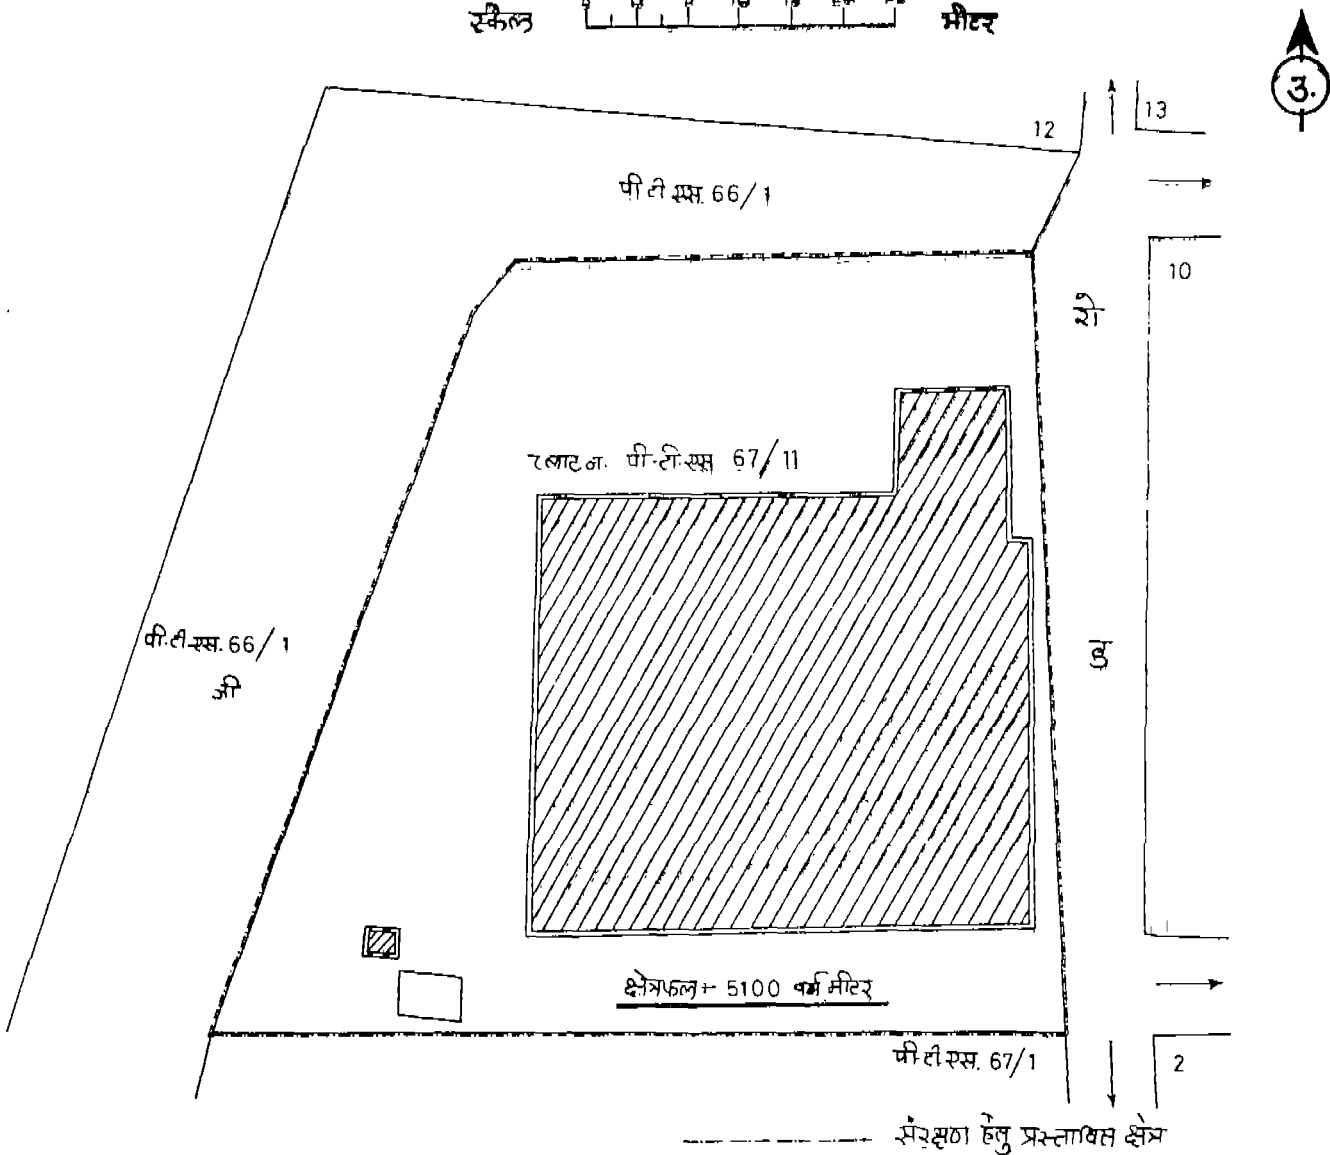 स्केल
मीटर
उ.
13
12
पी टी एस. 66/1
10
प्लाट न. पी.टी.एस 67/11
पी.टी.एस. 66/1
जी
क्षेत्रफल - 5100 वर्ग मीटर
पी टी एस. 67/1
2
संरक्षण हेतु प्रस्तावित क्षेत्र